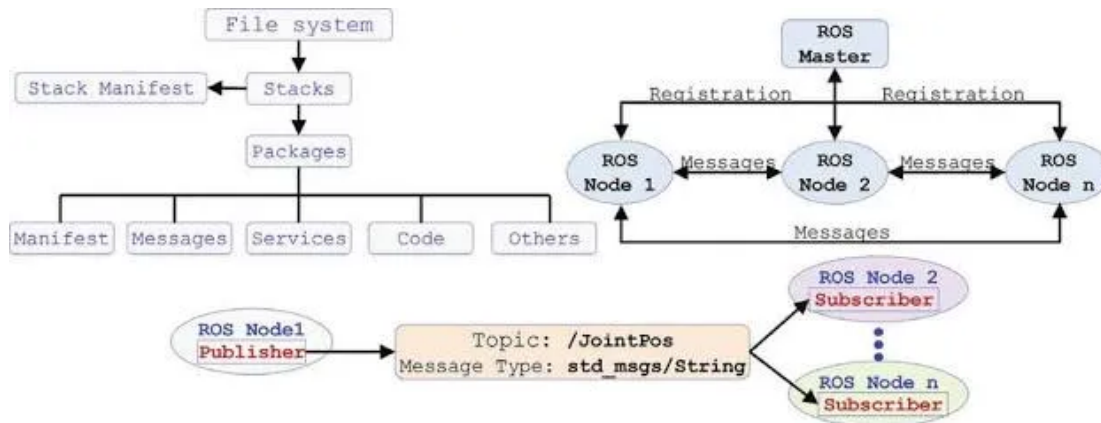 File system
Stack Manifest
Stacks
Packages
Manifest
Messages
Services
Code
Others
ROS
Master
Registration
Registration
ROS
Node 1
Messages
ROS
Node 2
Messages
ROS
Node n
Messages
ROS Node1
Publisher
Topic: /JointPos
Message Type: std_msgs/String
ROS Node 2
Subscriber
ROS Node n
Subscriber